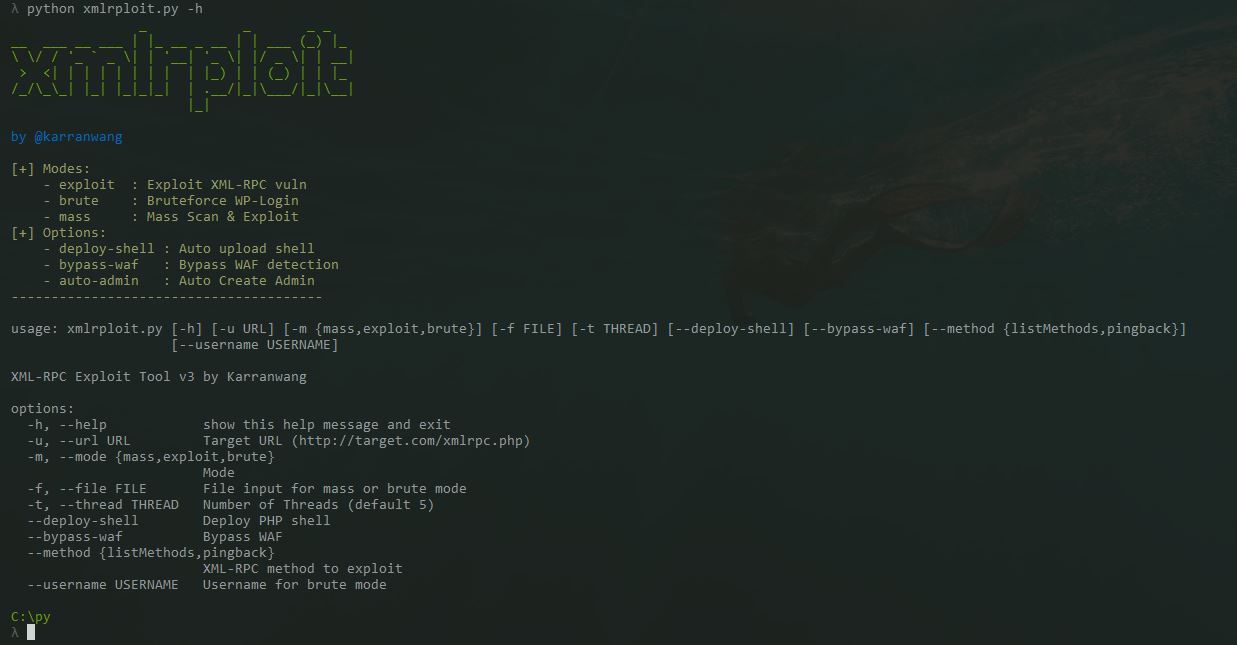 λ python xmlrploit.py -h
xmlrploit
by @karranwang
[+] Modes:
- exploit : Exploit XML-RPC vuln
- brute : Bruteforce WP-Login
- mass : Mass Scan & Exploit
[+] Options:
- deploy-shell : Auto upload shell
- bypass-waf : Bypass WAF detection
- auto-admin : Auto Create Admin
---------------------------------------
usage: xmlrploit.py [-h] [-u URL] [-m {mass,exploit,brute}] [-f FILE] [-t THREAD] [--deploy-shell] [--bypass-waf] [--method {listMethods,pingback}]
[--username USERNAME]
XML-RPC Exploit Tool v3 by Karranwang
options:
-h, --help show this help message and exit
-u, --url URL Target URL (http://target.com/xmlrpc.php)
-m, --mode {mass,exploit,brute}
Mode
-f, --file FILE File input for mass or brute mode
-t, --thread THREAD Number of Threads (default 5)
--deploy-shell Deploy PHP shell
--bypass-waf Bypass WAF
--method {listMethods,pingback}
XML-RPC method to exploit
--username USERNAME Username for brute mode
C:\py
λ